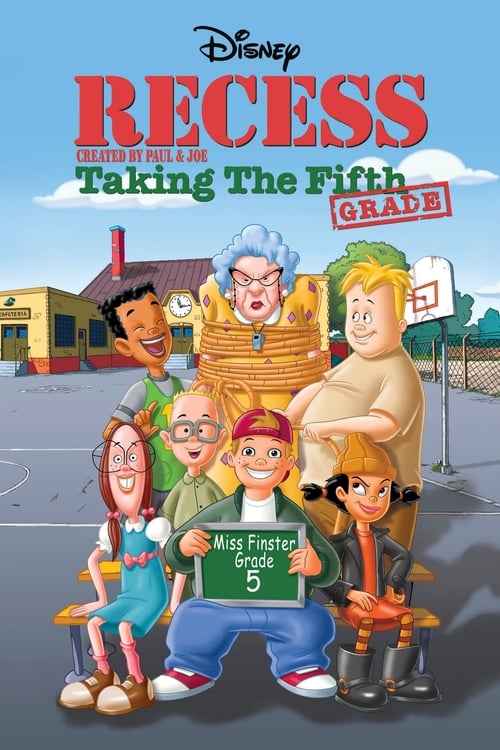 Disney
RECESS
CREATED BY PAUL & JOE
Taking The Fifth
GRADE
CAFETERIA
Miss Finster
Grade
5